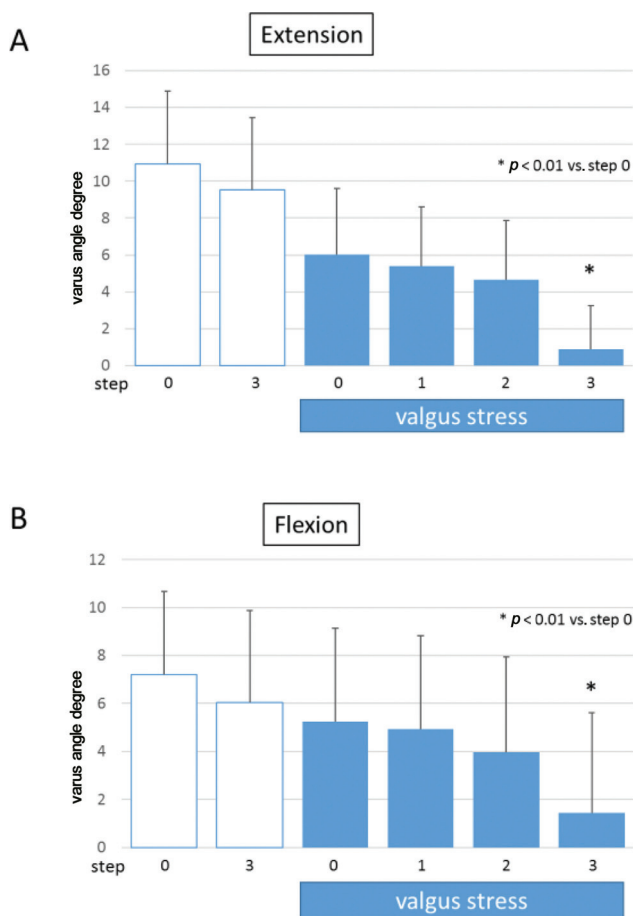 A
Extension
16
14
12
10
8
6
4
2
0
varus angle degree
* p < 0.01 vs. step 0
*
step 0 3 0 1 2 3
valgus stress
B
Flexion
12
10
8
6
4
2
0
varus angle degree
* p < 0.01 vs. step 0
*
step 0 3 0 1 2 3
valgus stress